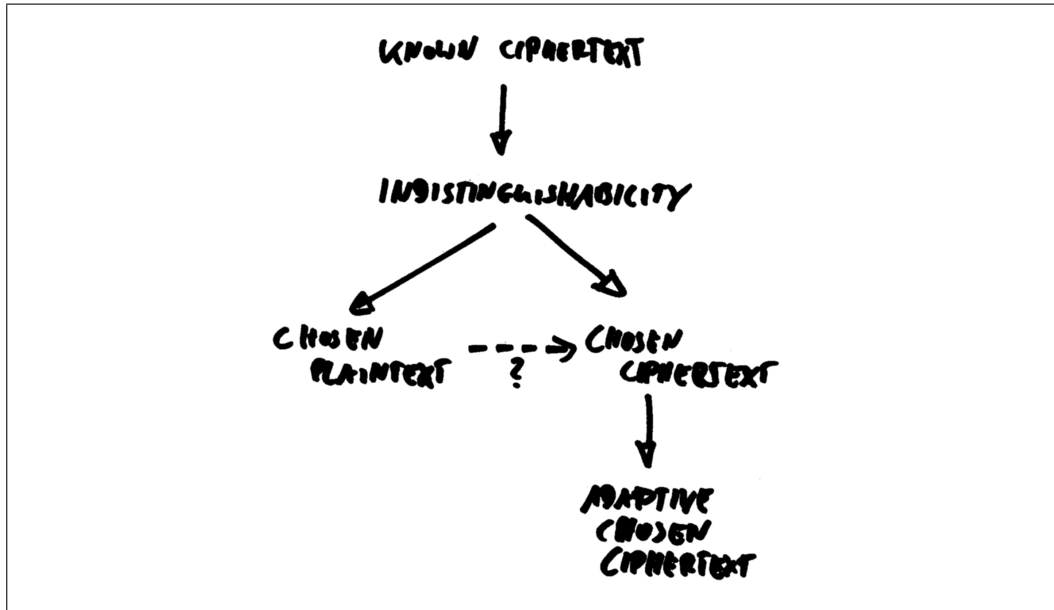 KNOWN CIPHERTEXT
INDISTINGUISHABILITY
CHOSEN
PLAINTEXT
?
CHOSEN
CIPHERTEXT
ADAPTIVE
CHOSEN
CIPHERTEXT